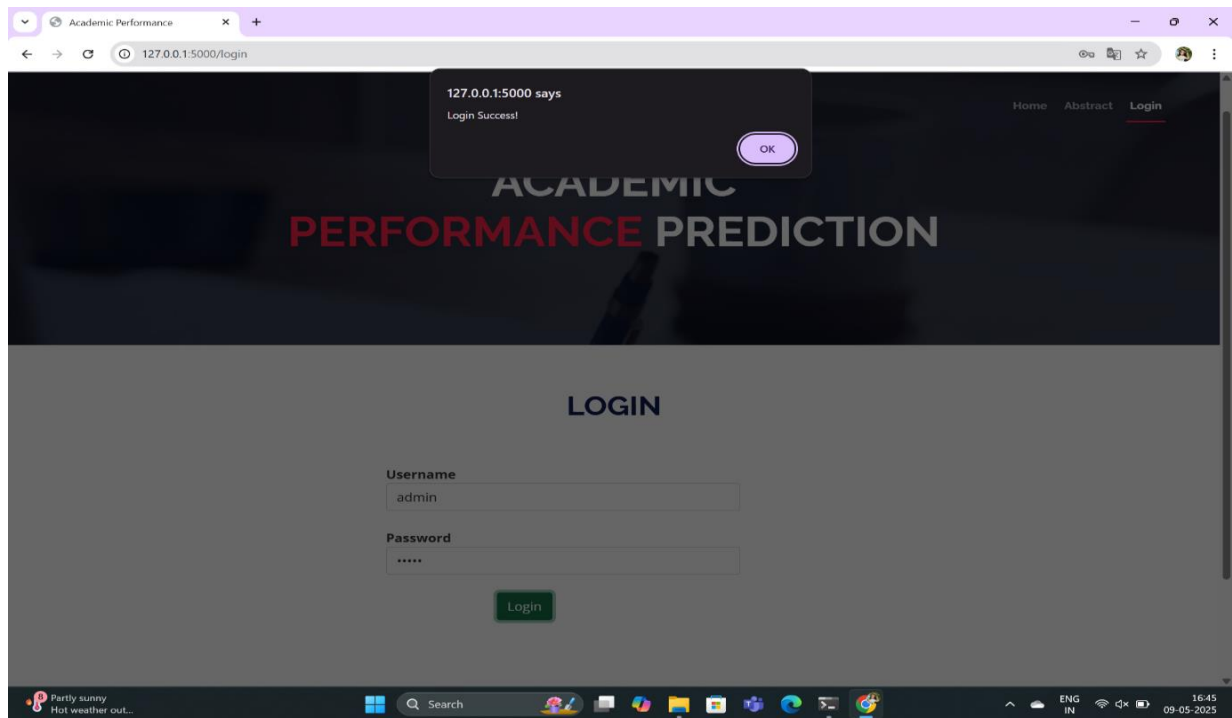 Academic Performance
127.0.0.1:5000/login
127.0.0.1:5000 says
Login Success!
OK
Home Abstract Login
ACADEMIC
PERFORMANCE PREDICTION
LOGIN
Username
admin
Password
•••••
Login
8
Partly sunny
Hot weather out...
Search
ENG
IN
16:45
09-05-2025